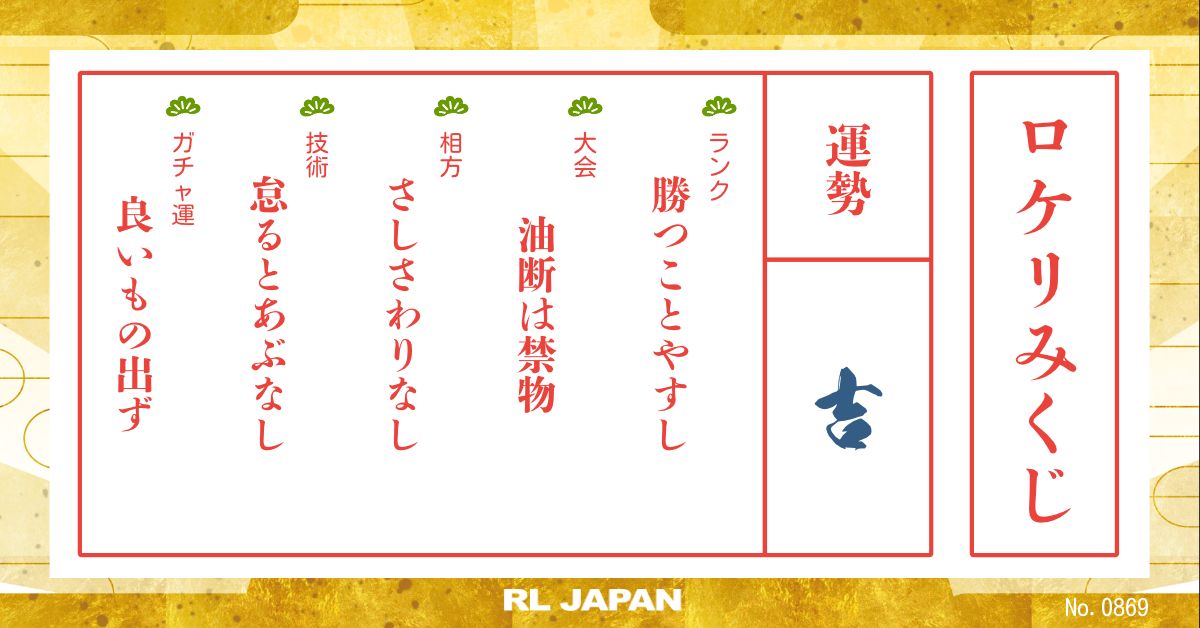 ロケリみくじ
運勢
吉
ランク
勝つことやすし
大会
油断は禁物
相方
さしさわりなし
技術
怠るとあぶなし
ガチャ運
良いもの出ず
RL JAPAN
No. 0869